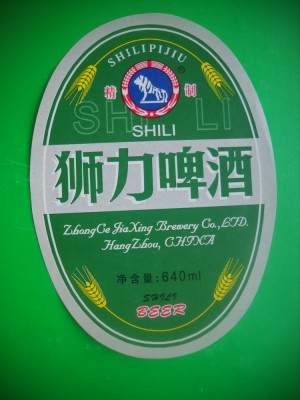 SHILIPIJIU
精 制
SHILI
SHILI
狮力啤酒
ZhongCe JiaXing Brewery Co.,LTD.
HangZhou, CHINA
净含量:640ml
SHILI
BEER